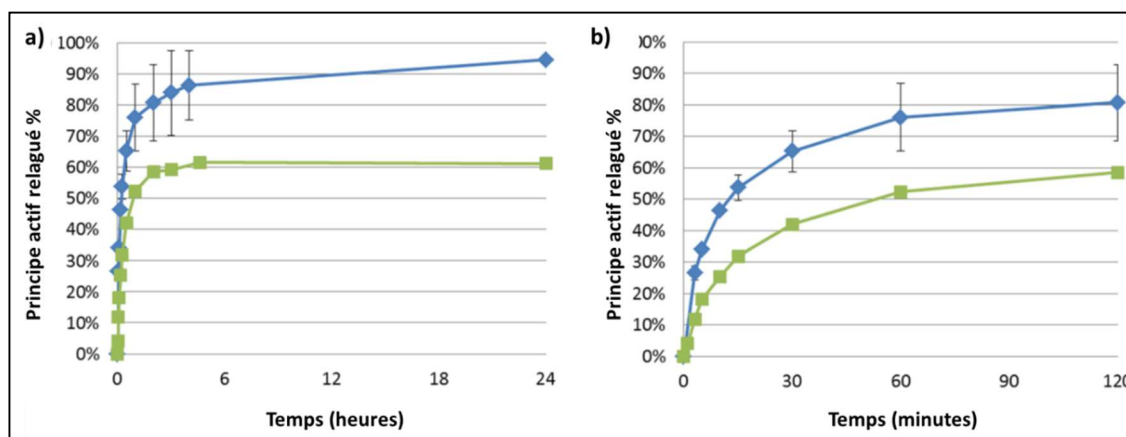 a)
Principe actif relagué %
100%
90%
80%
70%
60%
50%
40%
30%
20%
10%
0%
0 6 12 18 24
Temps (heures)
b)
Principe actif relagué %
00%
90%
80%
70%
60%
50%
40%
30%
20%
10%
0%
0 30 60 90 120
Temps (minutes)